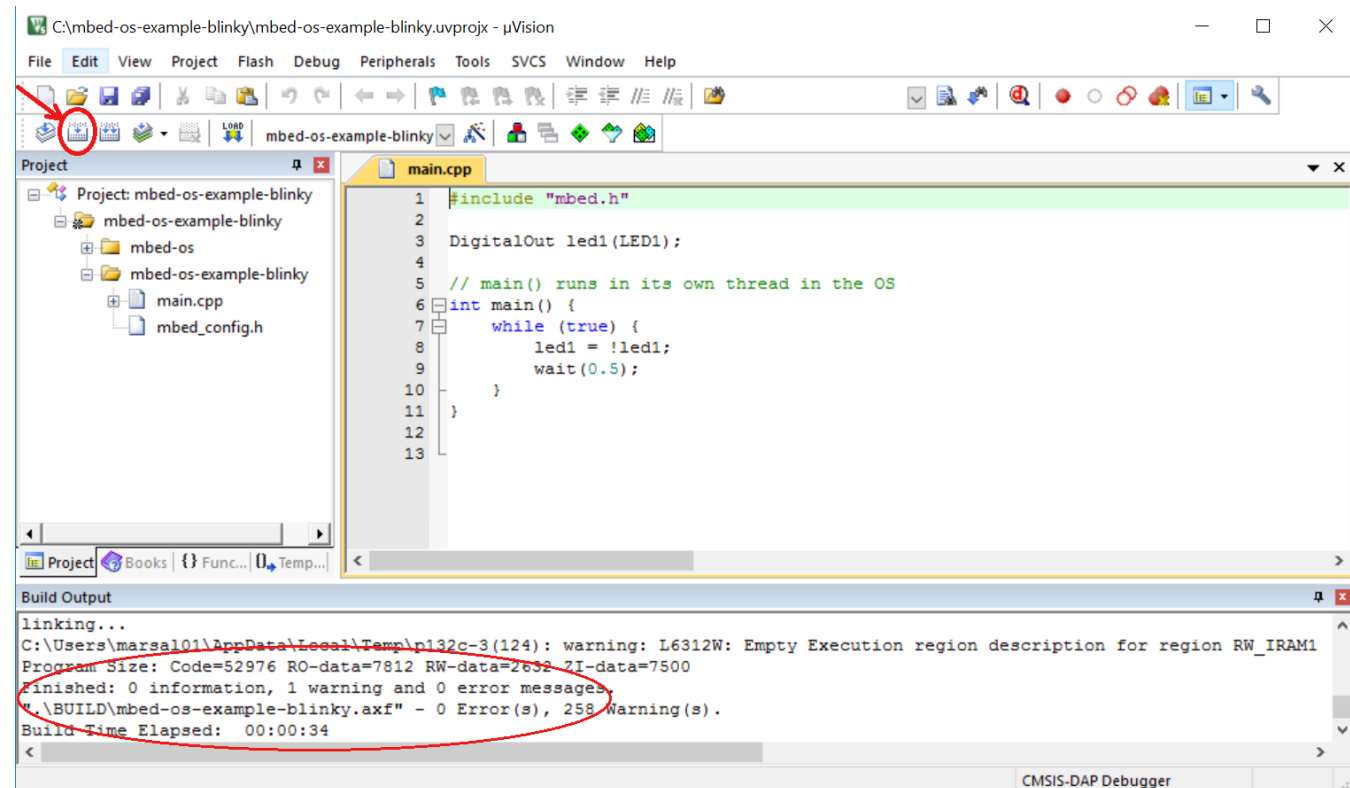 C:\mbed-os-example-blinky\mbed-os-example-blinky.uvprojx - µVision
File Edit View Project Flash Debug Peripherals Tools SVCS Window Help
LOAD mbed-os-example-blinky
Project
main.cpp
Project: mbed-os-example-blinky
mbed-os-example-blinky
mbed-os
mbed-os-example-blinky
main.cpp
mbed_config.h
1 #include "mbed.h"
2
3 DigitalOut led1(LED1);
4
5 // main() runs in its own thread in the OS
6 int main() {
7 while (true) {
8 led1 = !led1;
9 wait(0.5);
10 }
11 }
12
13
Project Books {} Func... 0 Temp...
Build Output
linking...
C:\Users\marsal01\AppData\Local\Temp\p132c-3(124): warning: L6312W: Empty Execution region description for region RW_IRAM1
Program Size: Code=52976 RO-data=7812 RW-data=2632 ZI-data=7500
Finished: 0 information, 1 warning and 0 error messages.
".\BUILD\mbed-os-example-blinky.axf" - 0 Error(s), 258 Warning(s).
Build Time Elapsed: 00:00:34
CMSIS-DAP Debugger